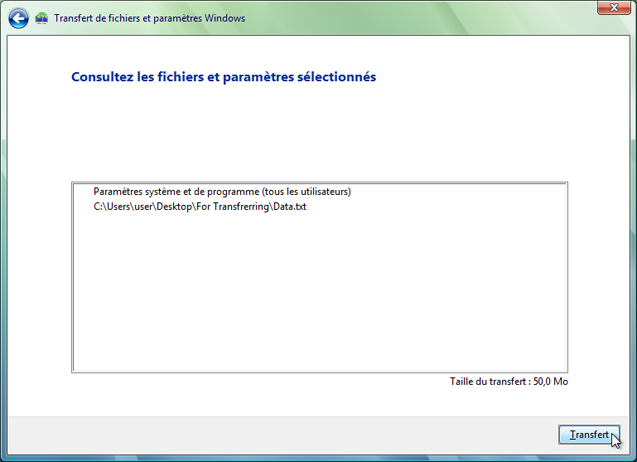 Transfert de fichiers et paramètres Windows
Consultez les fichiers et paramètres sélectionnés
Paramètres système et de programme (tous les utilisateurs)
C:\Users\user\Desktop\For Transfrerring\Data.txt
Taille du transfert : 50,0 Mo
Transfert